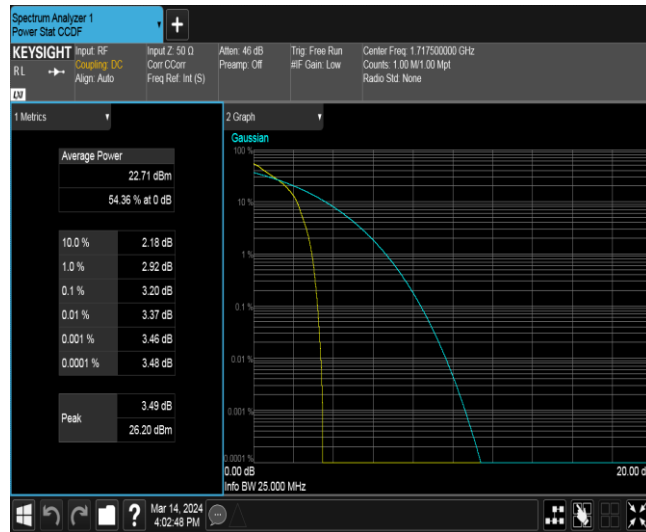 Spectrum Analyzer 1
Power Stat CCDF
+
KEYSIGHT
RL
LXI
Input: RF
Coupling: DC
Align: Auto
Input Z: 50 Ω
Corr CCorr
Freq Ref: Int (S)
Atten: 46 dB
Preamp: Off
Trig: Free Run
#IF Gain: Low
Center Freq: 1.717500000 GHz
Counts: 1.00 M/1.00 Mpt
Radio Std: None
1 Metrics
Average Power
22.71 dBm
54.36 % at 0 dB
10.0 % 2.18 dB
1.0 % 2.92 dB
0.1 % 3.20 dB
0.01 % 3.37 dB
0.001 % 3.46 dB
0.0001 % 3.48 dB
Peak
3.49 dB
26.20 dBm
2 Graph
Gaussian
100 %
10 %
1 %
0.1 %
0.01 %
0.001 %
0.0001 %
0.00 dB
20.00 d
Info BW 25.000 MHz
?
Mar 14, 2024
4:02:48 PM